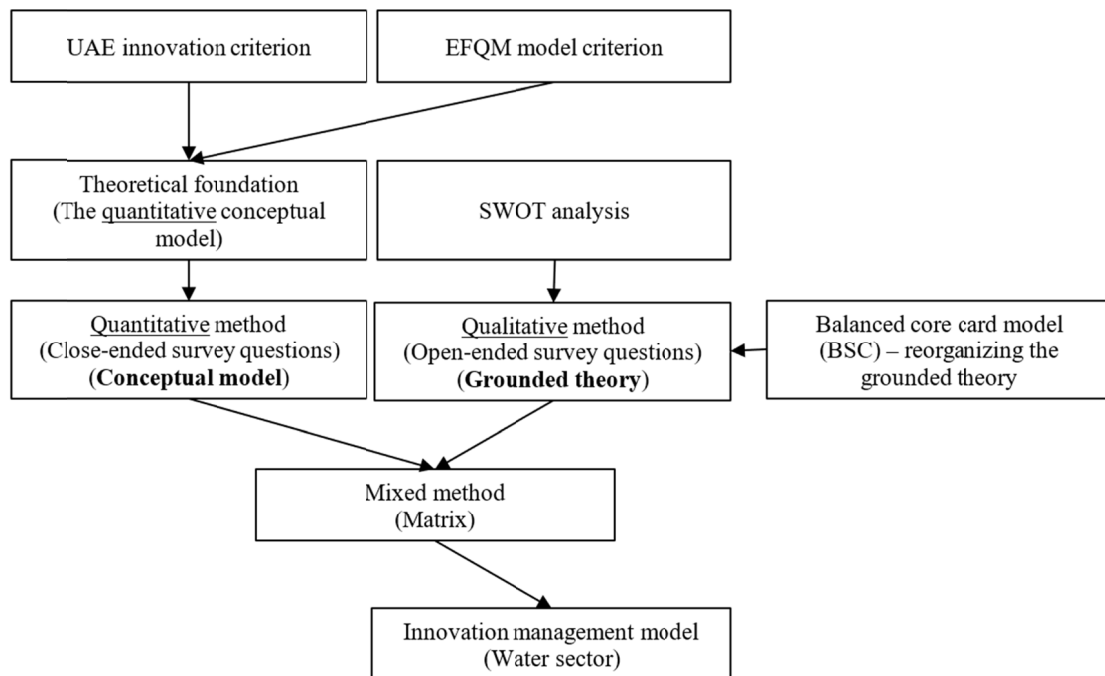 UAE innovation criterion
EFQM model criterion
Theoretical foundation
(The quantitative conceptual
model)
SWOT analysis
Quantitative method
(Close-ended survey questions)
(Conceptual model)
Qualitative method
(Open-ended survey questions)
(Grounded theory)
Balanced core card model
(BSC) – reorganizing the
grounded theory
Mixed method
(Matrix)
Innovation management model
(Water sector)